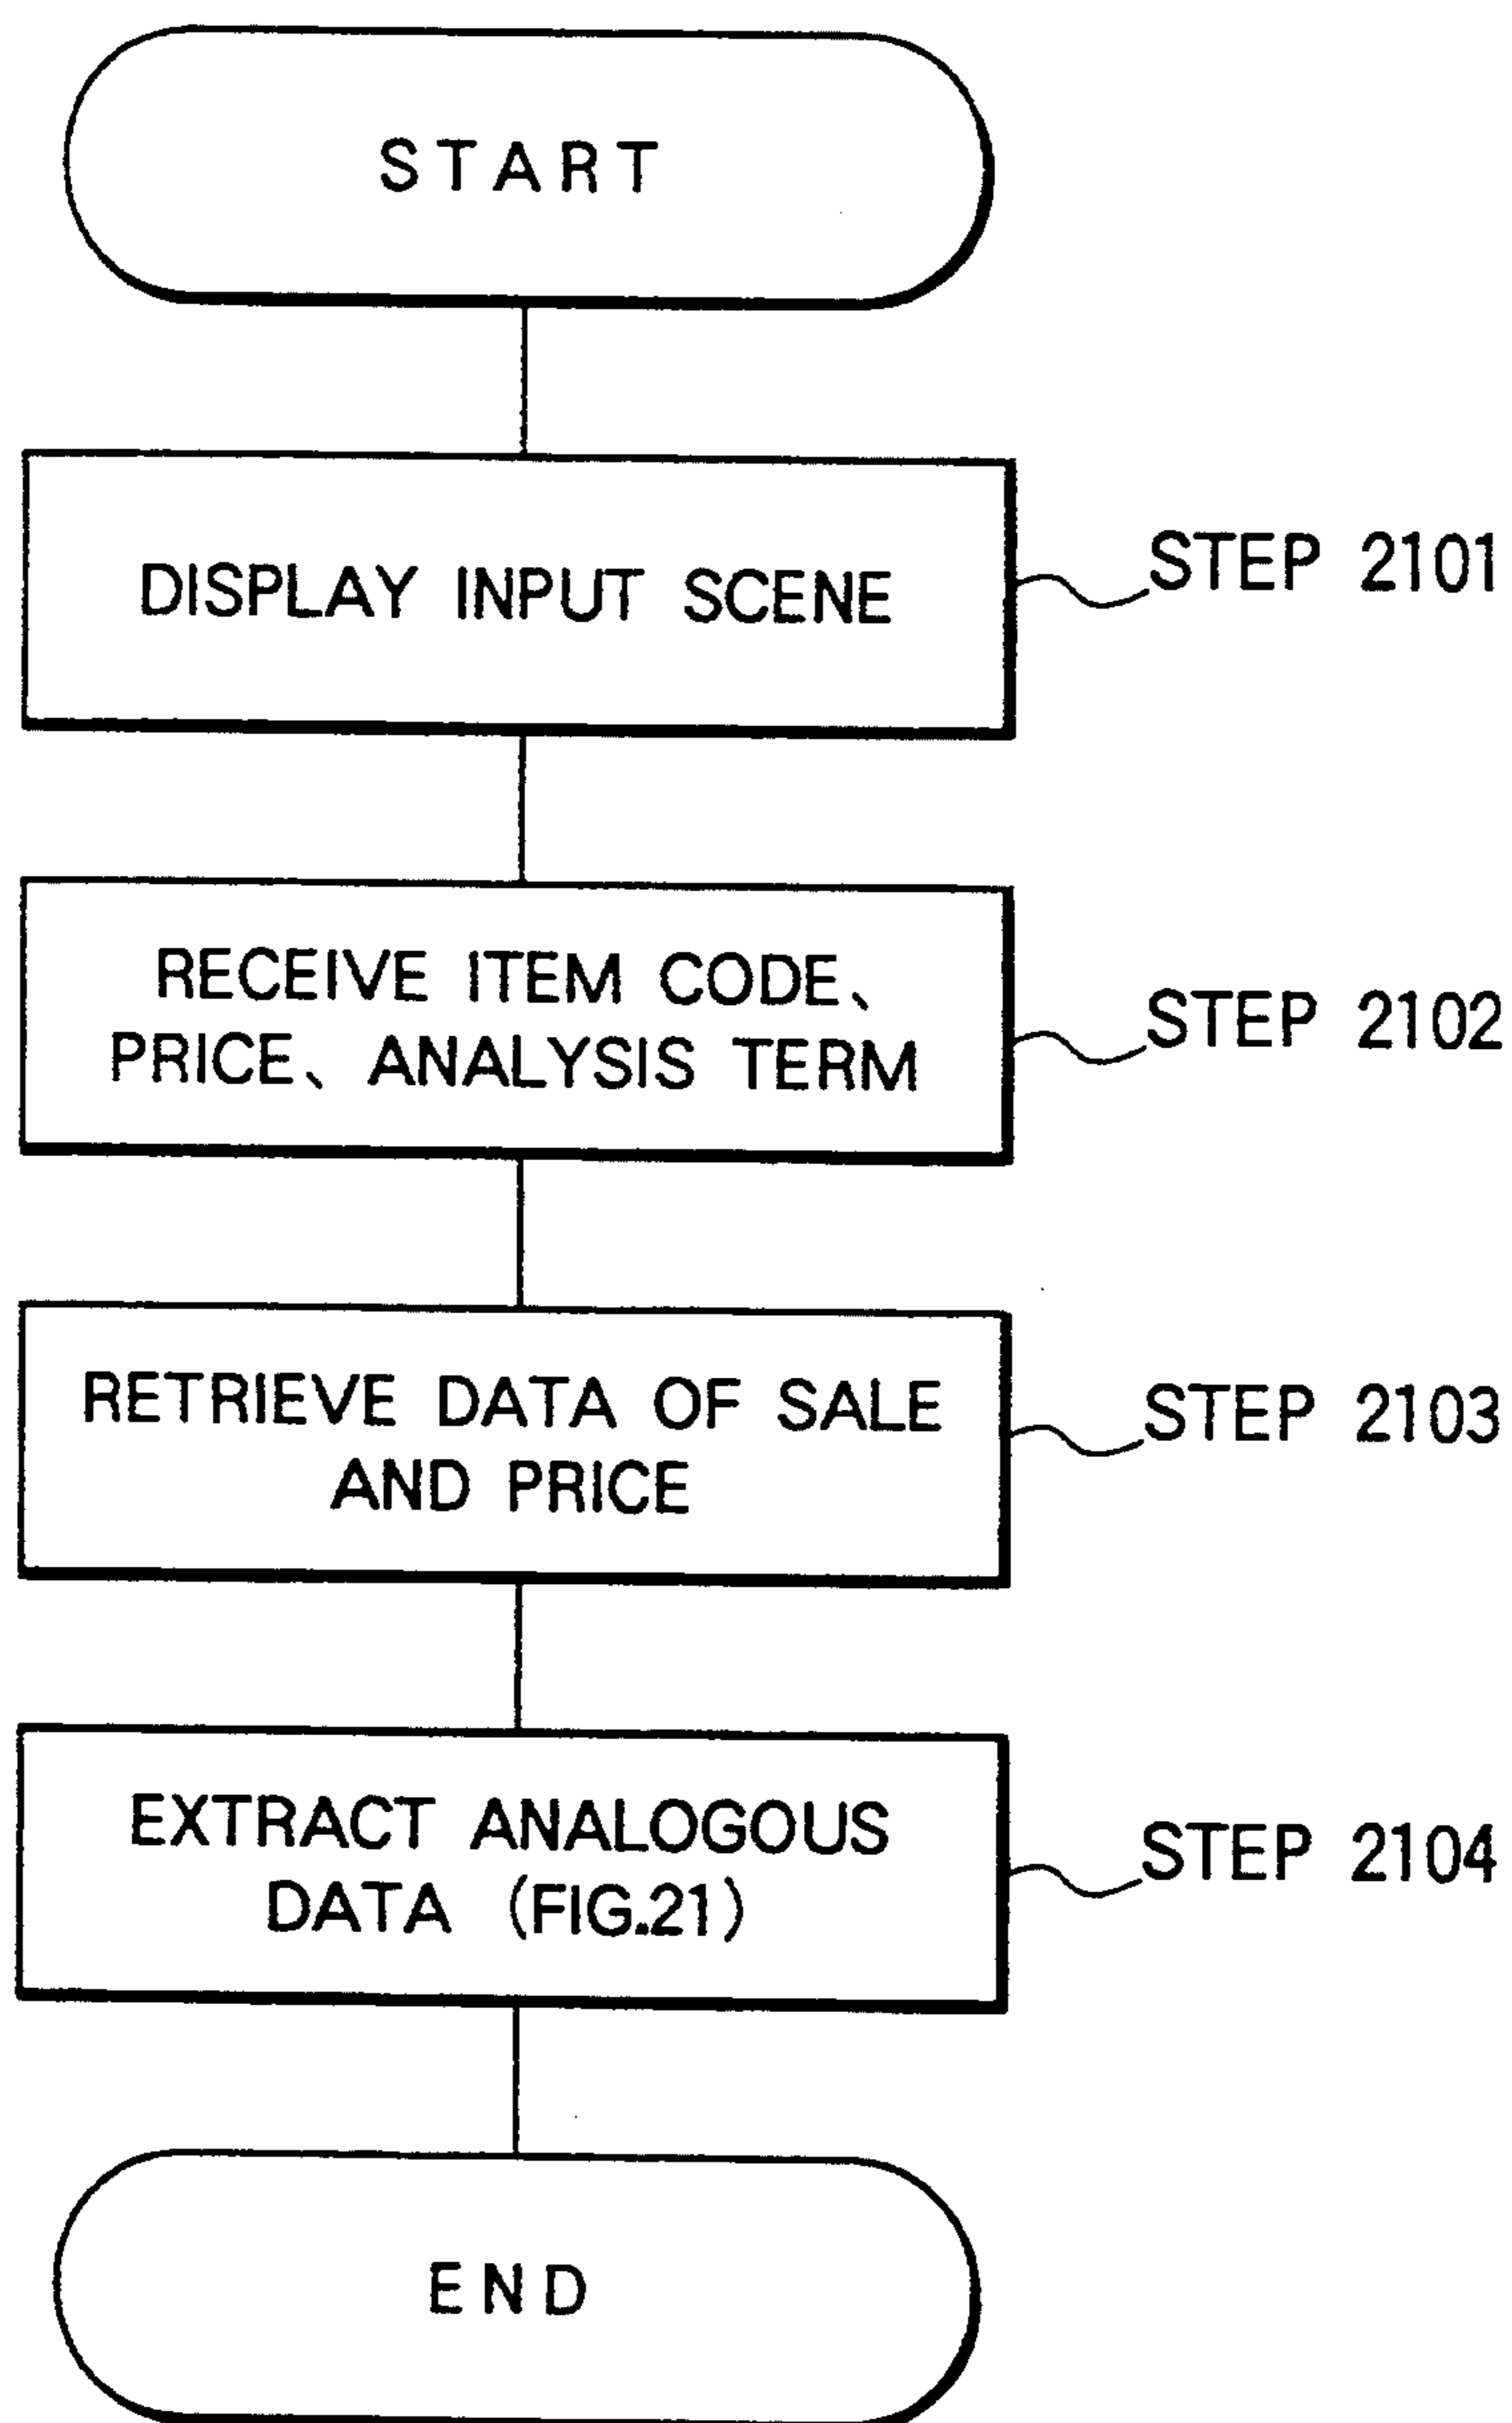 START
DISPLAY INPUT SCENE
STEP 2101
RECEIVE ITEM CODE、
PRICE、ANALYSIS TERM
STEP 2102
RETRIEVE DATA OF SALE
AND PRICE
STEP 2103
EXTRACT ANALOGOUS
DATA (FIG.21)
STEP 2104
END